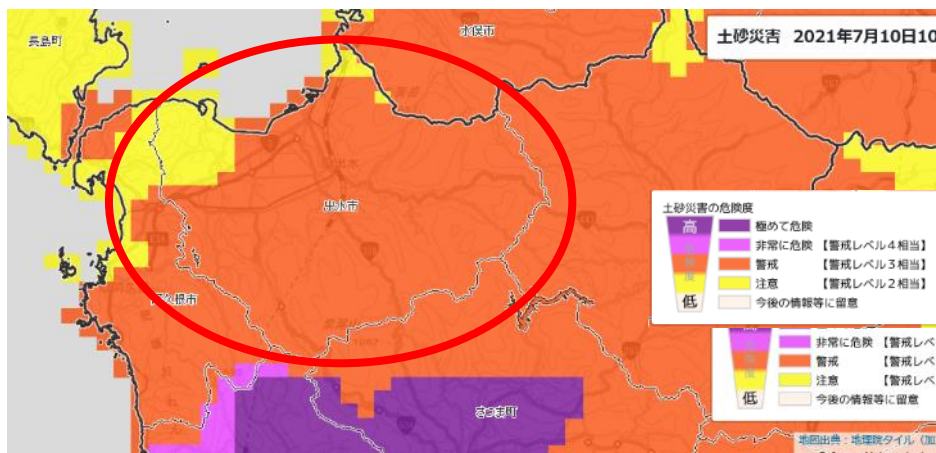 長島町
水俣市
土砂災害 2021年7月10日10
出水市
土砂災害の危険度
高
極めて危険
非常に危険 【警戒レベル4相当】
警戒 【警戒レベル3相当】
注意 【警戒レベル2相当】
低 今後の情報等に留意
久根市
非常に危険 【警戒レベ
警戒 【警戒レベ
注意 【警戒レベ
低 今後の情報等に留意
さつま町
地図出典:地理院タイル(加